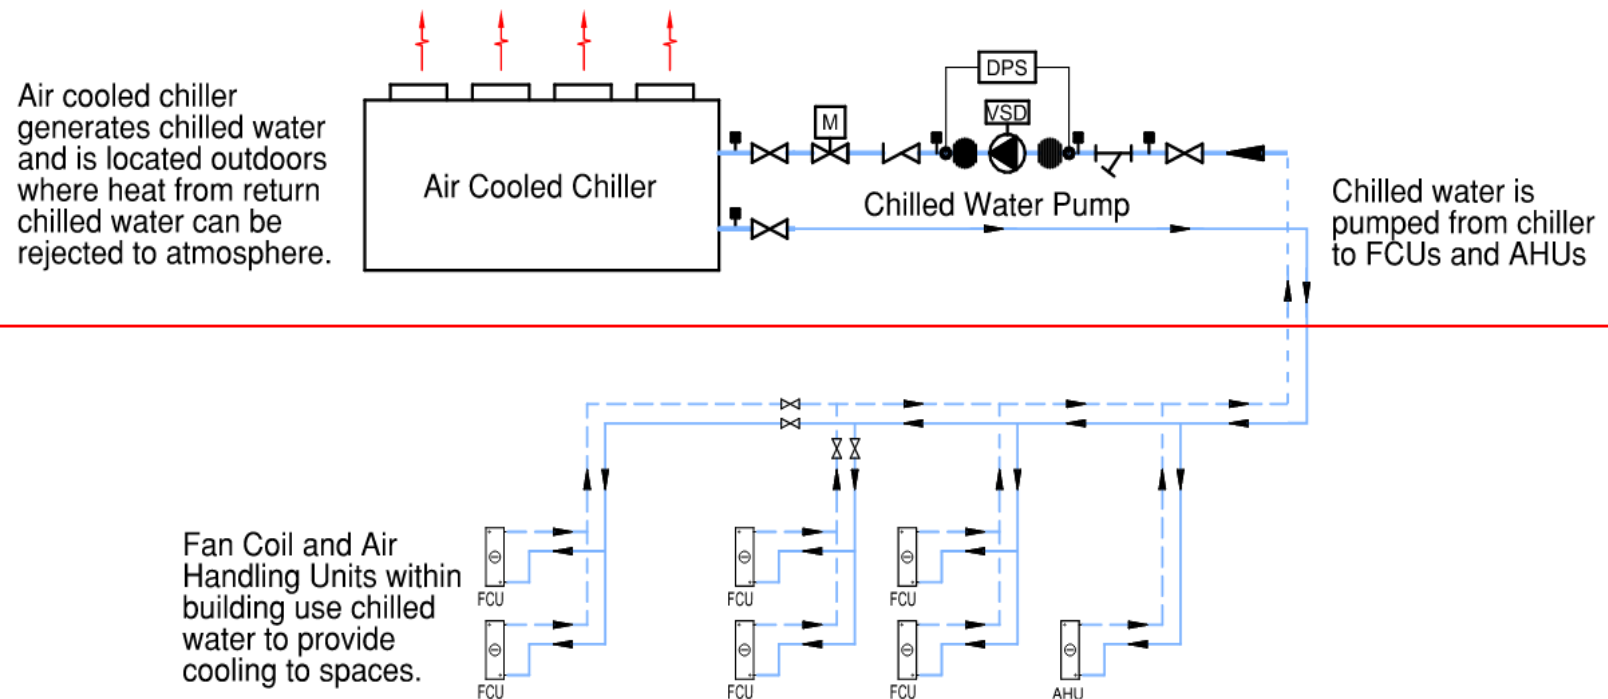 Air cooled chiller
generates chilled water
and is located outdoors
where heat from return
chilled water can be
rejected to atmosphere.
Air Cooled Chiller
M
DPS
VSD
Chilled Water Pump
Chilled water is
pumped from chiller
to FCUs and AHUs
Fan Coil and Air
Handling Units within
building use chilled
water to provide
cooling to spaces.
FCU
FCU
FCU
FCU
FCU
FCU
AHU